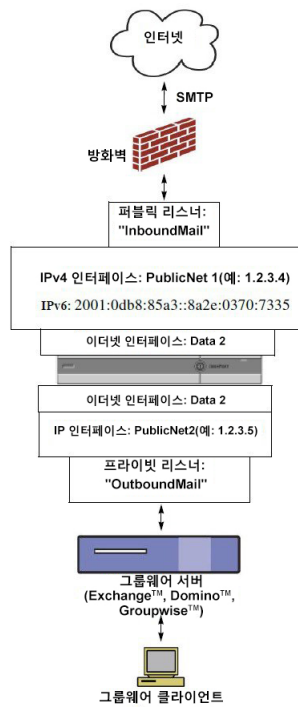 인터넷
SMTP
방화벽
퍼블릭 리스너:
"InboundMail"
IPv4 인터페이스: PublicNet 1(예: 1.2.3.4)
IPv6: 2001:0db8:85a3::8a2e:0370:7335
이더넷 인터페이스: Data 2
이더넷 인터페이스: Data 2
IP 인터페이스: PublicNet2(예: 1.2.3.5)
프라이빗 리스너:
"OutboundMail"
그룹웨어 서버
(Exchange™, Domino™,
Groupwise™)
그룹웨어 클라이언트